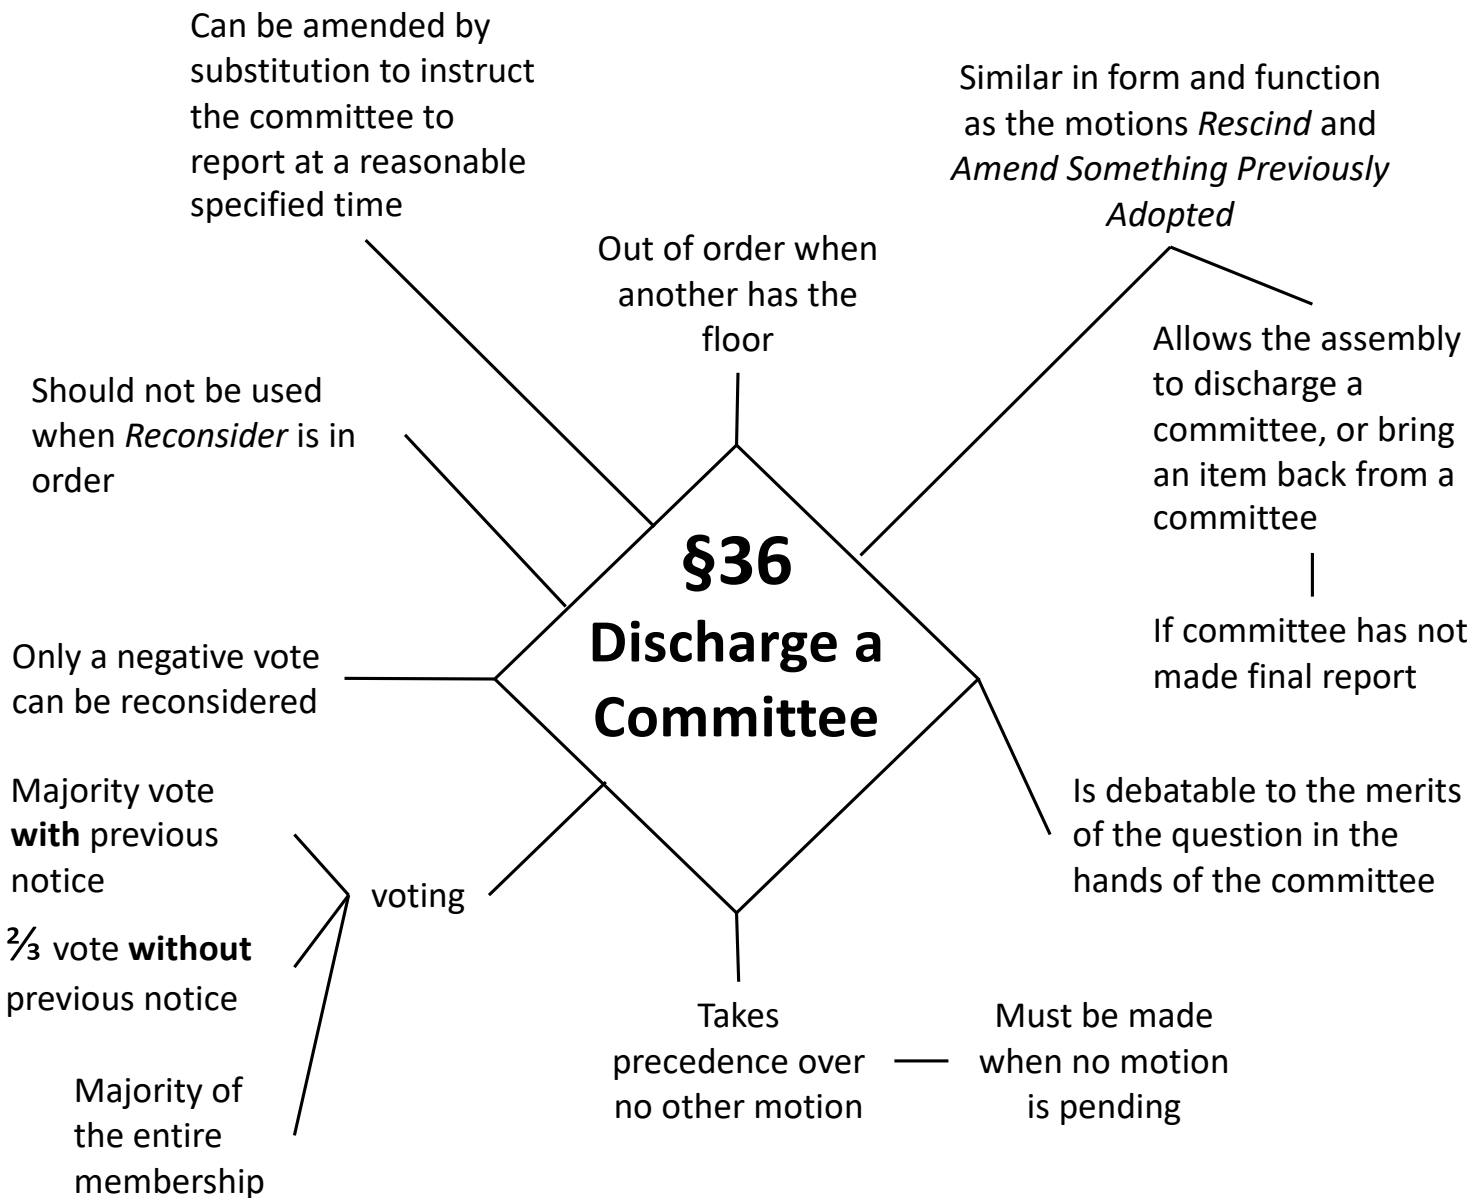 Can be amended by
substitution to instruct
the committee to
report at a reasonable
specified time
Similar in form and function
as the motions Rescind and
Amend Something Previously
Adopted
Out of order when
another has the
floor
Allows the assembly
to discharge a
committee, or bring
an item back from a
committee
Should not be used
when Reconsider is in
order
§36
Discharge a
Committee
If committee has not
made final report
Only a negative vote
can be reconsidered
Majority vote
with previous
notice
voting
⅔ vote without
previous notice
Majority of
the entire
membership
Is debatable to the merits
of the question in the
hands of the committee
Takes
precedence over
no other motion
Must be made
when no motion
is pending